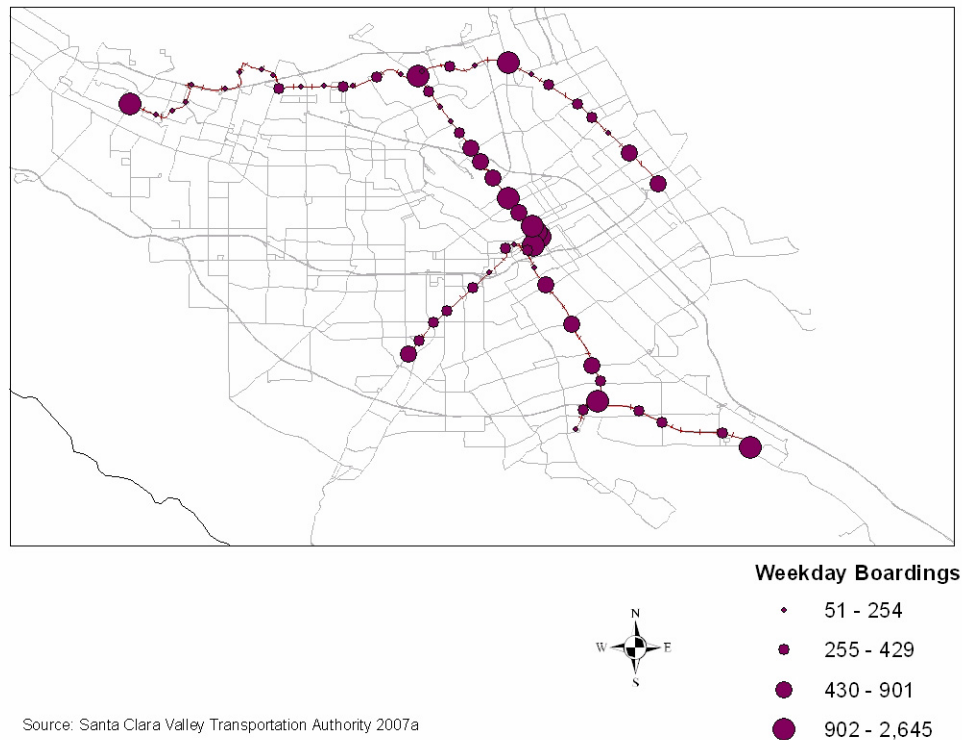 Weekday Boardings
51 - 254
255 - 429
430 - 901
902 - 2,645
N
W E
S
Source: Santa Clara Valley Transportation Authority 2007a